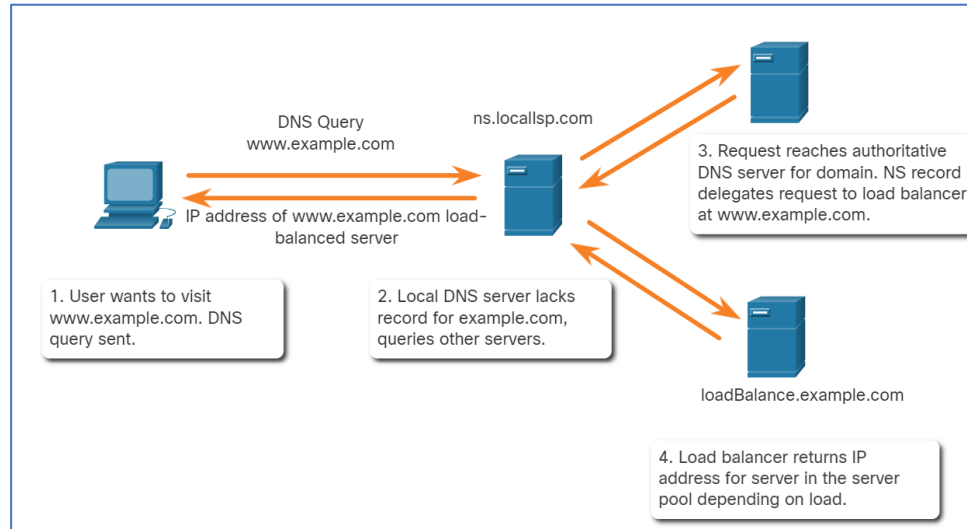 DNS Query
www.example.com
ns.locallsp.com
IP address of www.example.com load-
balanced server
1. User wants to visit
www.example.com. DNS
query sent.
2. Local DNS server lacks
record for example.com,
queries other servers.
3. Request reaches authoritative
DNS server for domain. NS record
delegates request to load balancer
at www.example.com.
loadBalance.example.com
4. Load balancer returns IP
address for server in the server
pool depending on load.